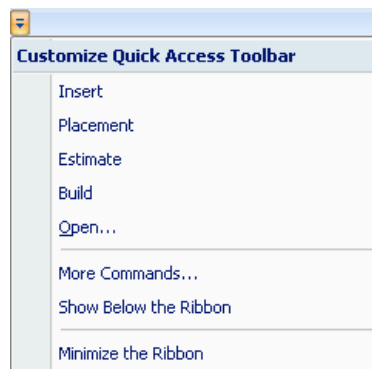 Customize Quick Access Toolbar
Insert
Placement
Estimate
Build
Open...
More Commands...
Show Below the Ribbon
Minimize the Ribbon